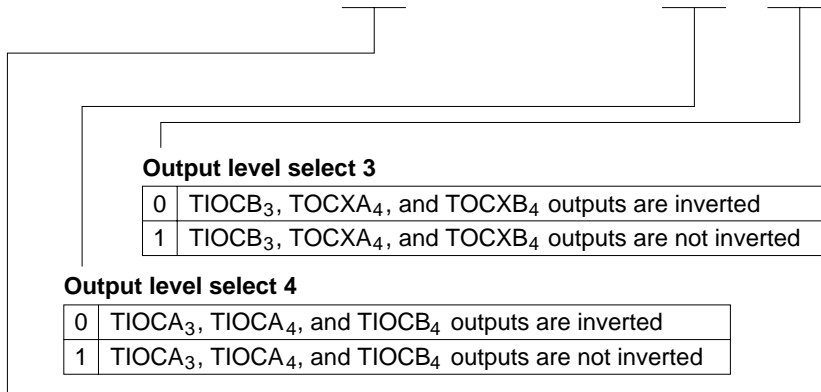 Output level select 3
0 TIOCB₃, TOCXA₄, and TOCXB₄ outputs are inverted
1 TIOCB₃, TOCXA₄, and TOCXB₄ outputs are not inverted
Output level select 4
0 TIOCA₃, TIOCA₄, and TIOCB₄ outputs are inverted
1 TIOCA₃, TIOCA₄, and TIOCB₄ outputs are not inverted